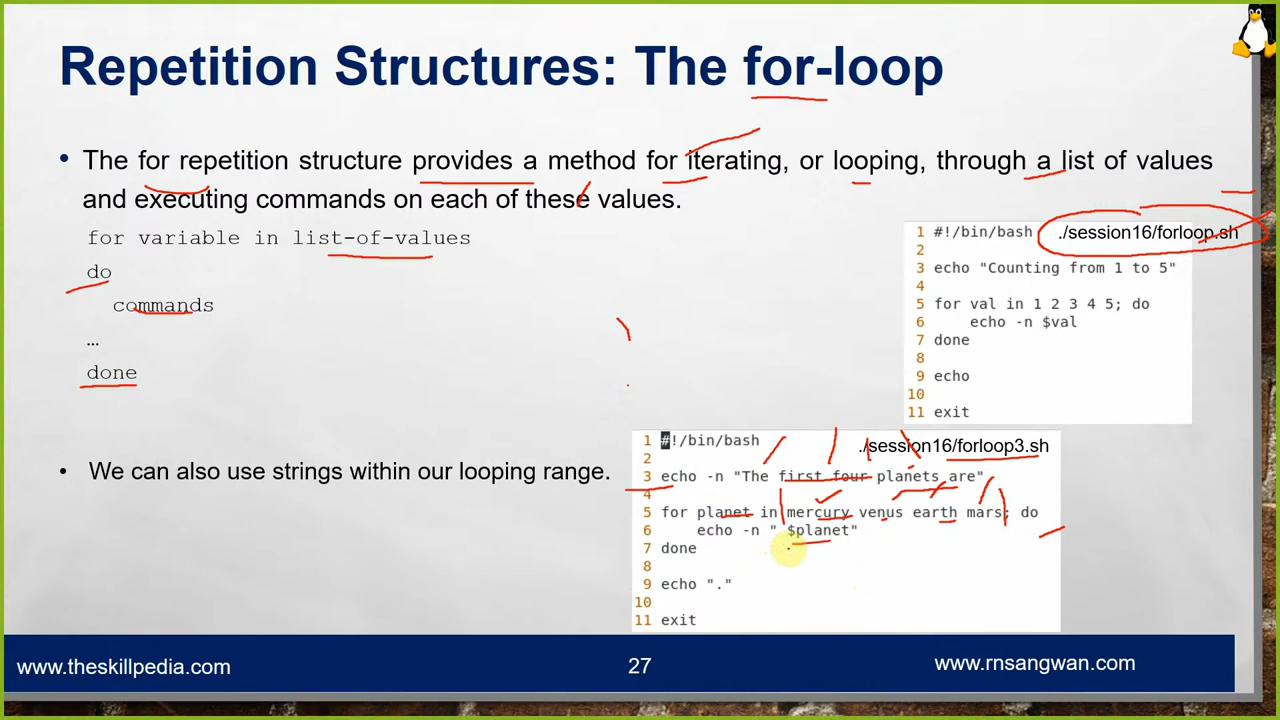 Repetition Structures: The for-loop
• The for repetition structure provides a method for iterating, or looping, through a list of values
and executing commands on each of these values.
for variable in list-of-values
do
commands
…
done
1 #!/bin/bash ./session16/forloop.sh
2
3 echo "Counting from 1 to 5"
4
5 for val in 1 2 3 4 5; do
6 echo -n $val
7 done
8
9 echo
10
11 exit
• We can also use strings within our looping range.
1 #!/bin/bash ./session16/forloop3.sh
2
3 echo -n "The first four planets are"
4
5 for planet in mercury venus earth mars; do
6 echo -n " $planet"
7 done
8
9 echo "."
10
11 exit
www.theskillpedia.com
27
www.rnsangwan.com